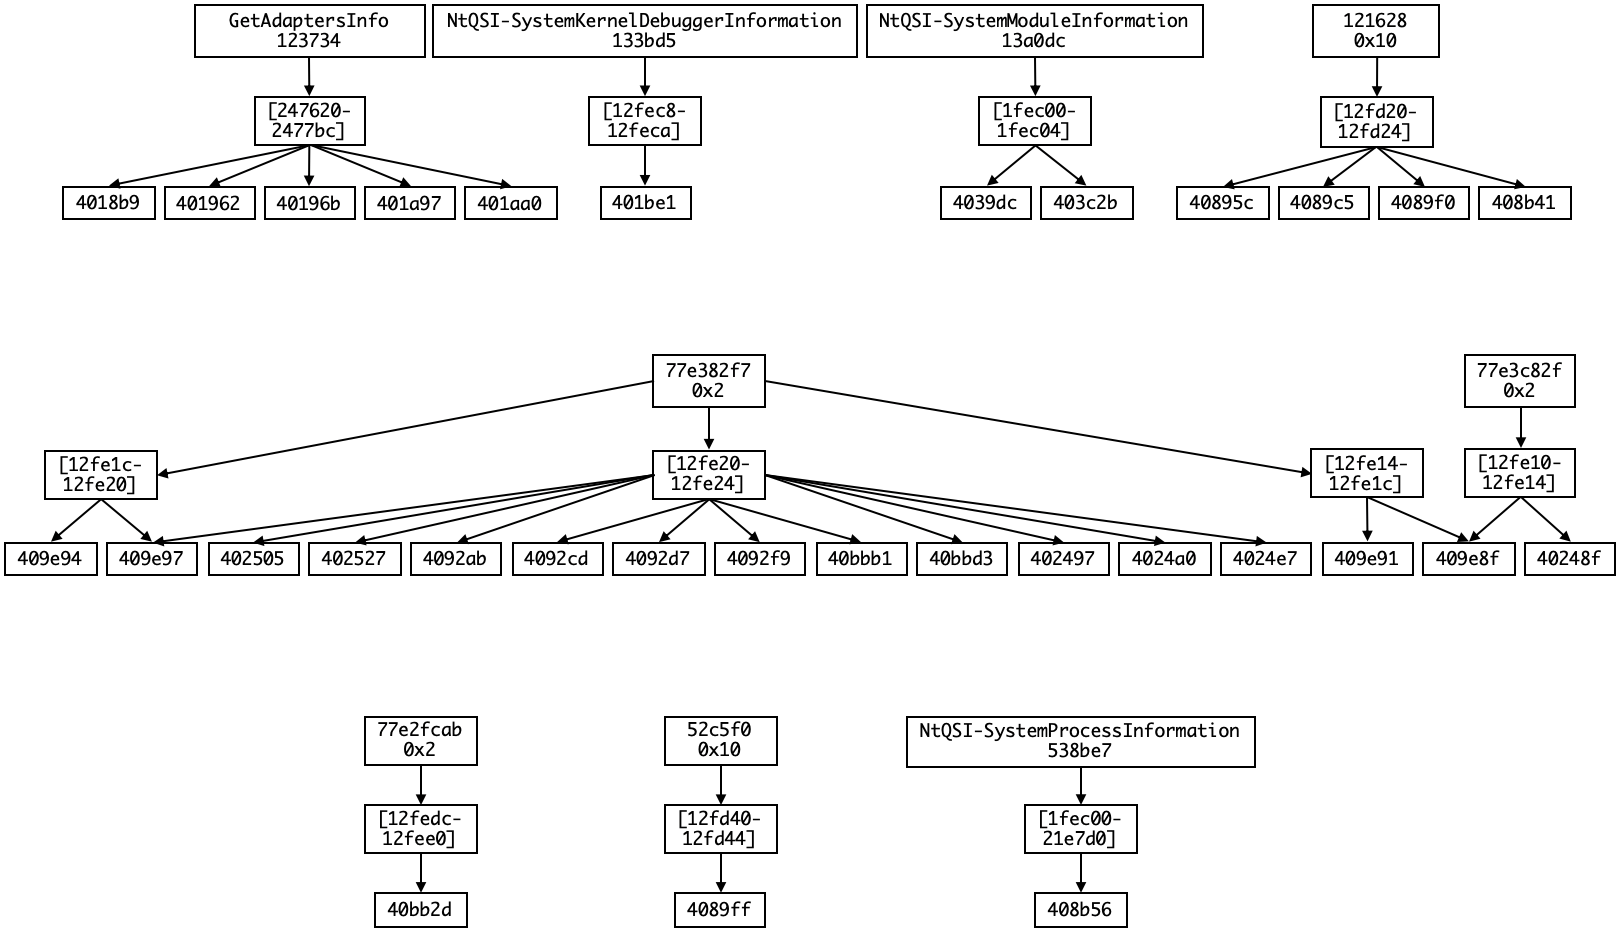 GetAdaptersInfo
123734
NtQSI-SystemKernelDebuggerInformation
133bd5
NtQSI-SystemModuleInformation
13a0dc
121628
0x10
[247620-
2477bc]
[12fec8-
12feca]
[1fec00-
1fec04]
[12fd20-
12fd24]
4018b9
401962
40196b
401a97
401aa0
401be1
4039dc
403c2b
40895c
4089c5
4089f0
408b41
77e382f7
0x2
77e3c82f
0x2
[12fe1c-
12fe20]
[12fe20-
12fe24]
[12fe14-
12fe1c]
[12fe10-
12fe14]
409e94
409e97
402505
402527
4092ab
4092cd
4092d7
4092f9
40bbb1
40bbd3
402497
4024a0
4024e7
409e91
409e8f
40248f
77e2fcab
0x2
52c5f0
0x10
NtQSI-SystemProcessInformation
538be7
[12fedc-
12fee0]
[12fd40-
12fd44]
[1fec00-
21e7d0]
40bb2d
4089ff
408b56